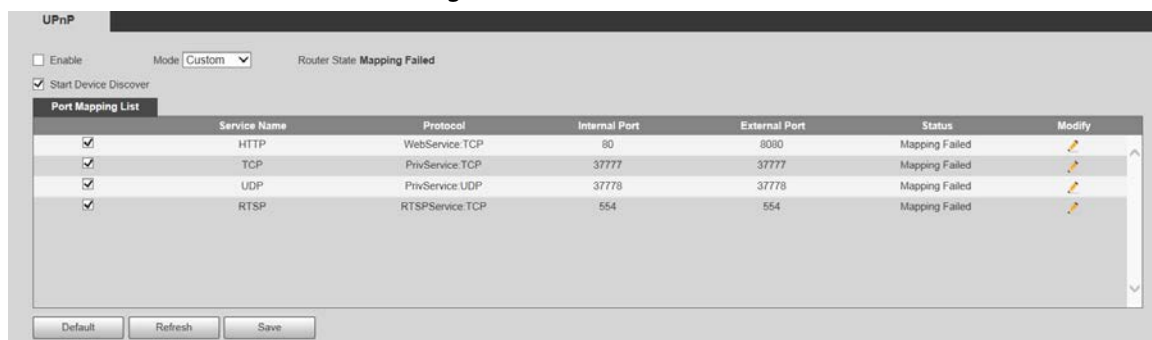 UPnP
Enable Mode Custom Router State Mapping Failed
Start Device Discover
Port Mapping List
Service Name Protocol Internal Port External Port Status Modify
HTTP WebService:TCP 80 8080 Mapping Failed
TCP PrivService:TCP 37777 37777 Mapping Failed
UDP PrivService:UDP 37778 37778 Mapping Failed
RTSP RTSPService:TCP 554 554 Mapping Failed
Default Refresh Save